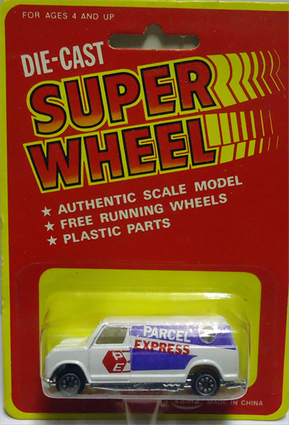 FOR AGES 4 AND UP
DIE-CAST
SUPER
WHEEL
★ AUTHENTIC SCALE MODEL
★ FREE RUNNING WHEELS
★ PLASTIC PARTS
PARCEL
EXPRESS
P
E
MADE IN CHINA